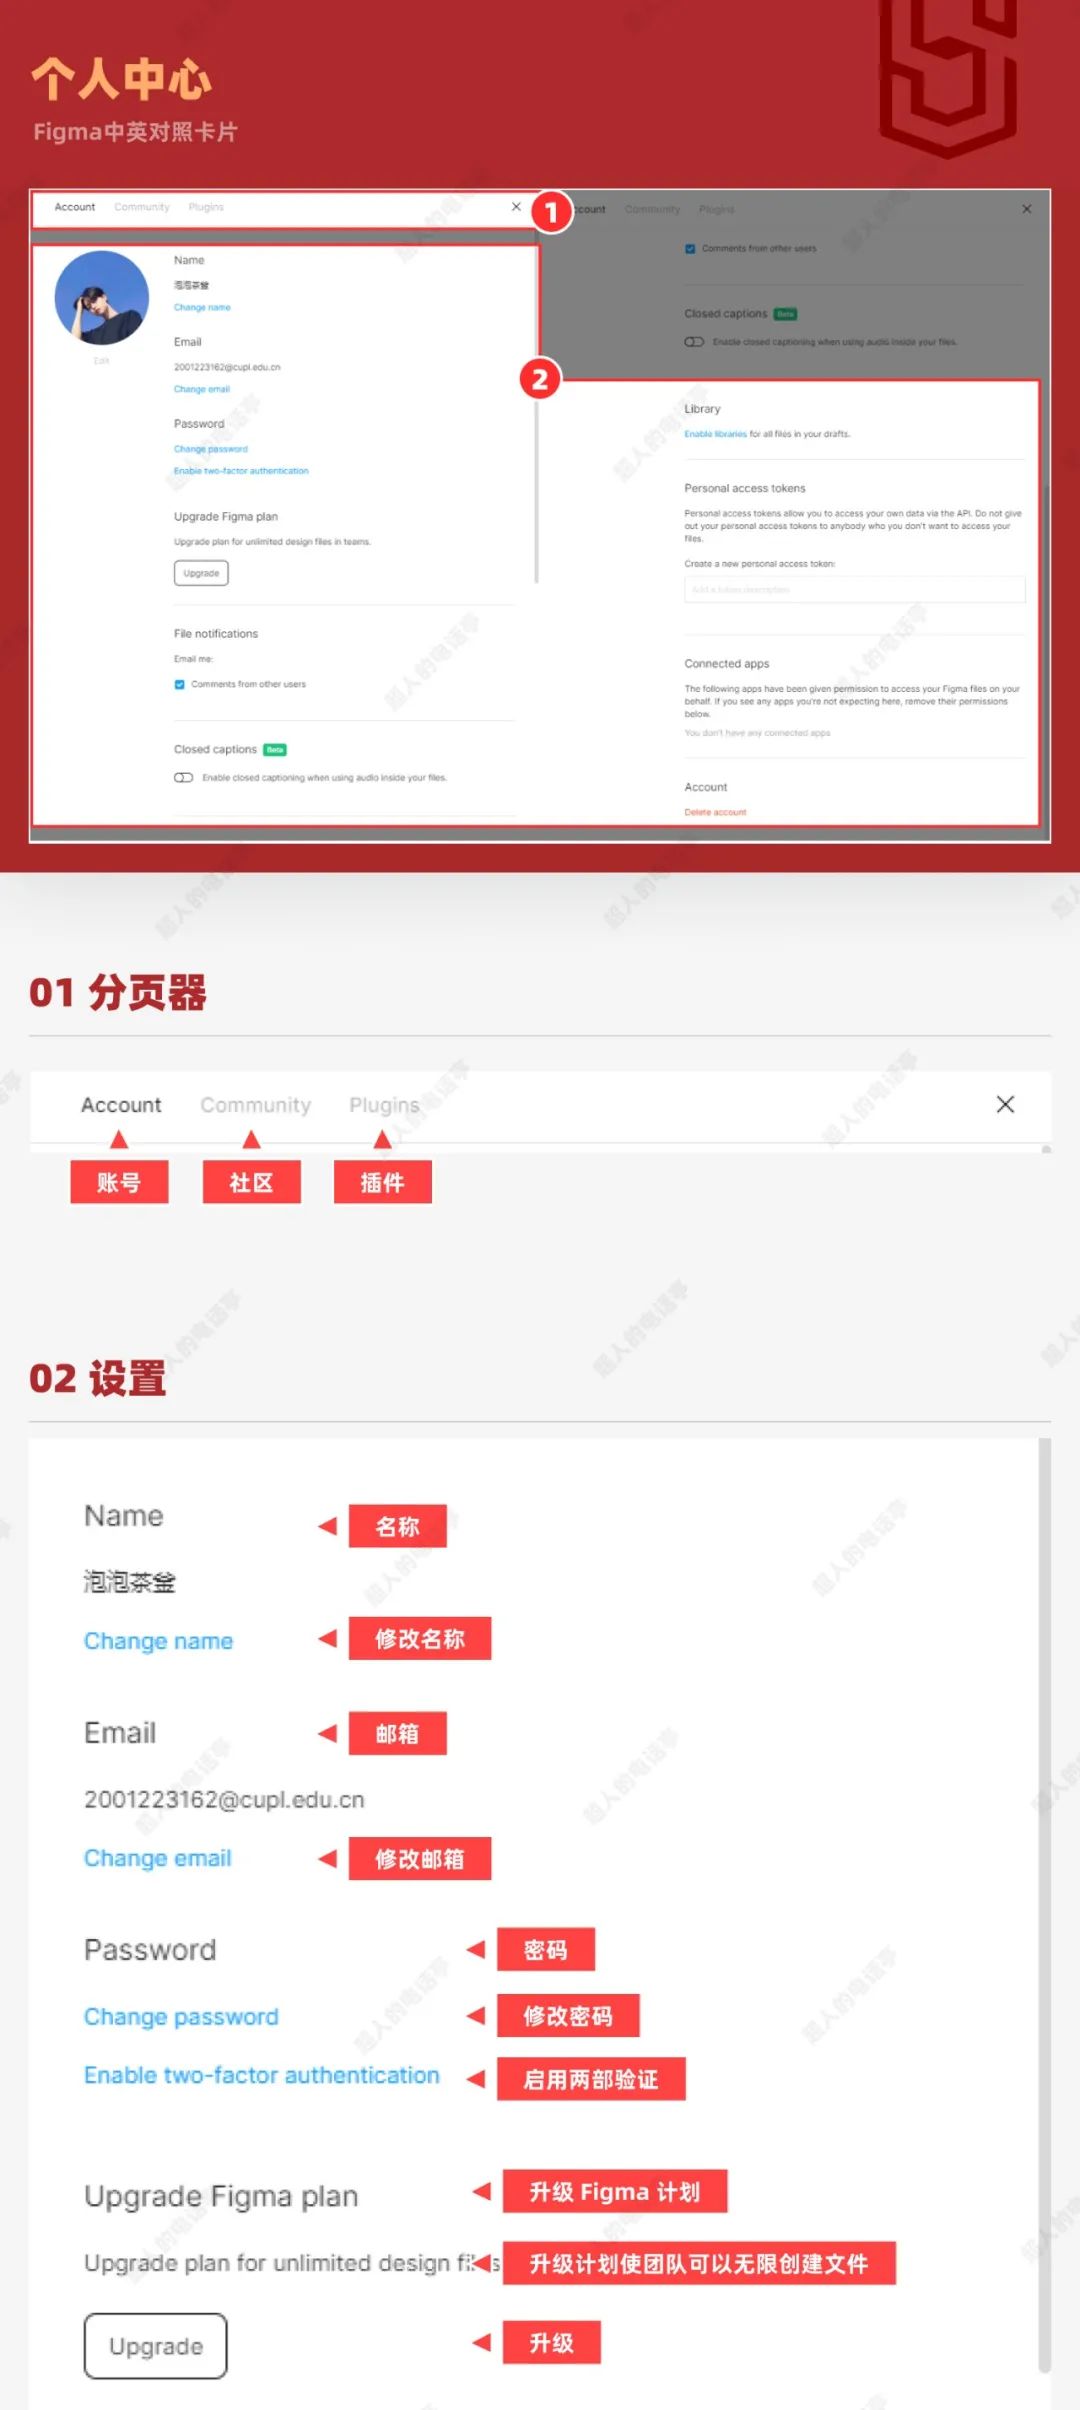 个人中心
Figma中英对照卡片
Account Community Plugins
1
Account Community Plugins
Name
泡泡茶釜
Change name
Edit
Email
2001223162@cupl.edu.cn
Change email
Password
Change password
Enable two-factor authentication
Upgrade Figma plan
Upgrade plan for unlimited design files in teams.
Upgrade
File notifications
Email me:
Comments from other users
Closed captions Beta
Enable closed captioning when using audio inside your files.
2
Comments from other users
Closed captions Beta
Enable closed captioning when using audio inside your files.
Library
Enable libraries for all files in your drafts.
Personal access tokens
Personal access tokens allow you to access your own data via the API. Do not give
out your personal access tokens to anybody who you don't want to access your
files.
Create a new personal access token:
Add a token description
Connected apps
The following apps have been given permission to access your Figma files on your
behalf. If you see any apps you're not expecting here, remove their permissions
below.
You don't have any connected apps
Account
Delete account
01 分页器
Account Community Plugins
账号 社区 插件
02 设置
Name 名称
泡泡茶釜
Change name 修改名称
Email 邮箱
2001223162@cupl.edu.cn
Change email 修改邮箱
Password 密码
Change password 修改密码
Enable two-factor authentication 启用两部验证
Upgrade Figma plan 升级 Figma 计划
Upgrade plan for unlimited design files 升级计划使团队可以无限创建文件
Upgrade 升级
超人的电话亭